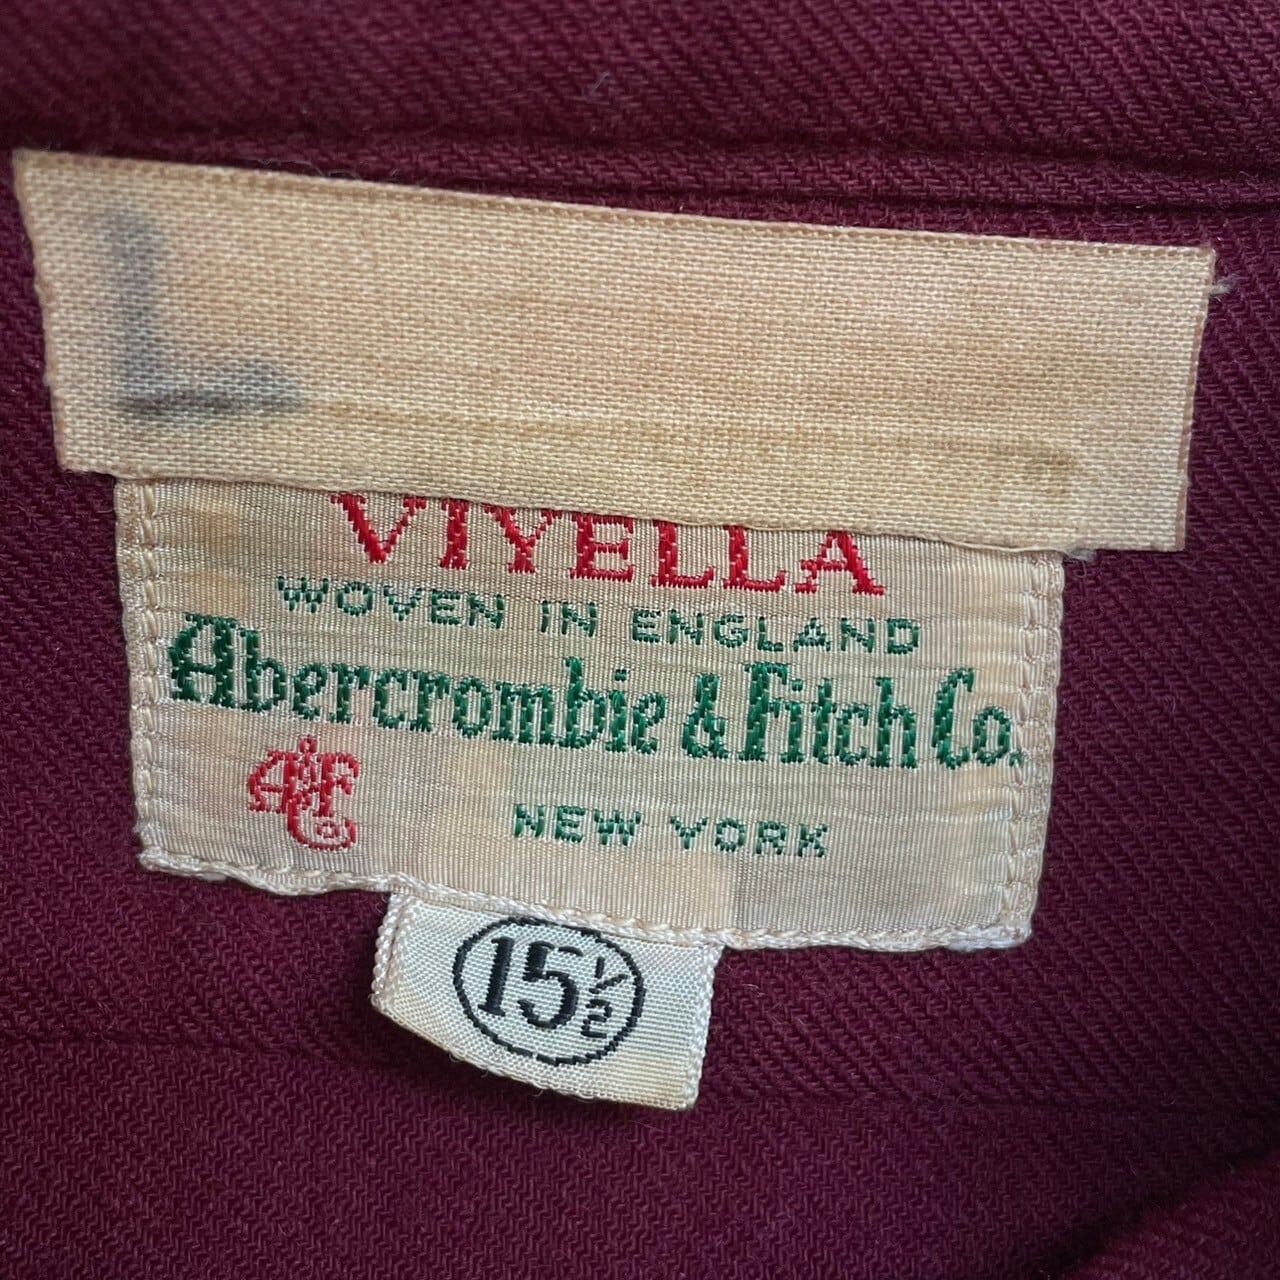 L
VIYELLA
WOVEN IN ENGLAND
Abercrombie & Fitch Co.
A&F Co
NEW YORK
15½